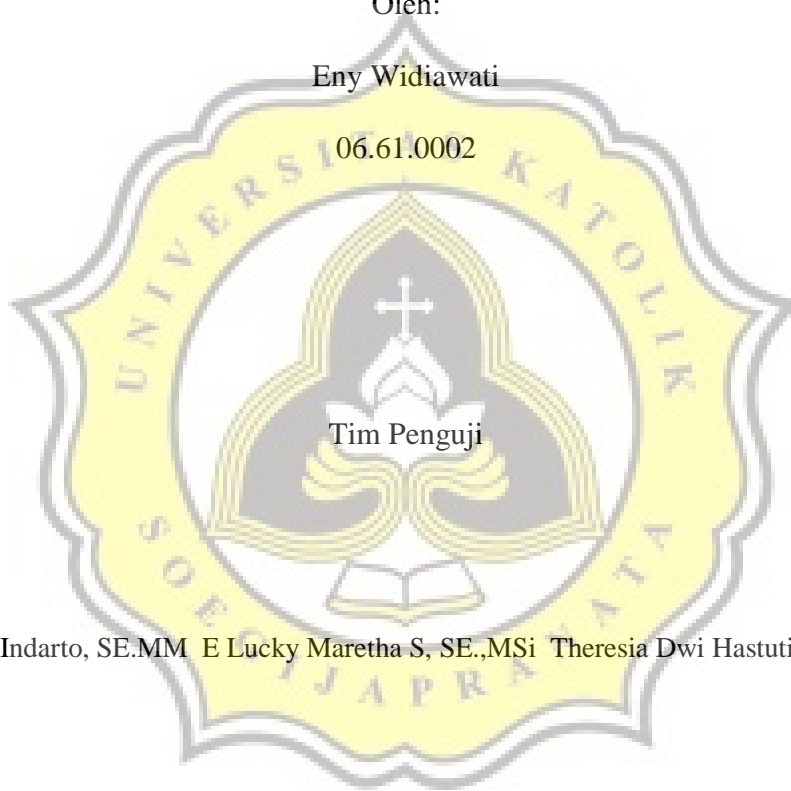 Oleh:
Eny Widiawati
06.61.0002
UNIVERSITAS KATOLIK
Tim Penguji
SOEGIJAPRANATA
Indarto, SE.MM E Lucky Maretha S, SE.,MSi Theresia Dwi Hastuti